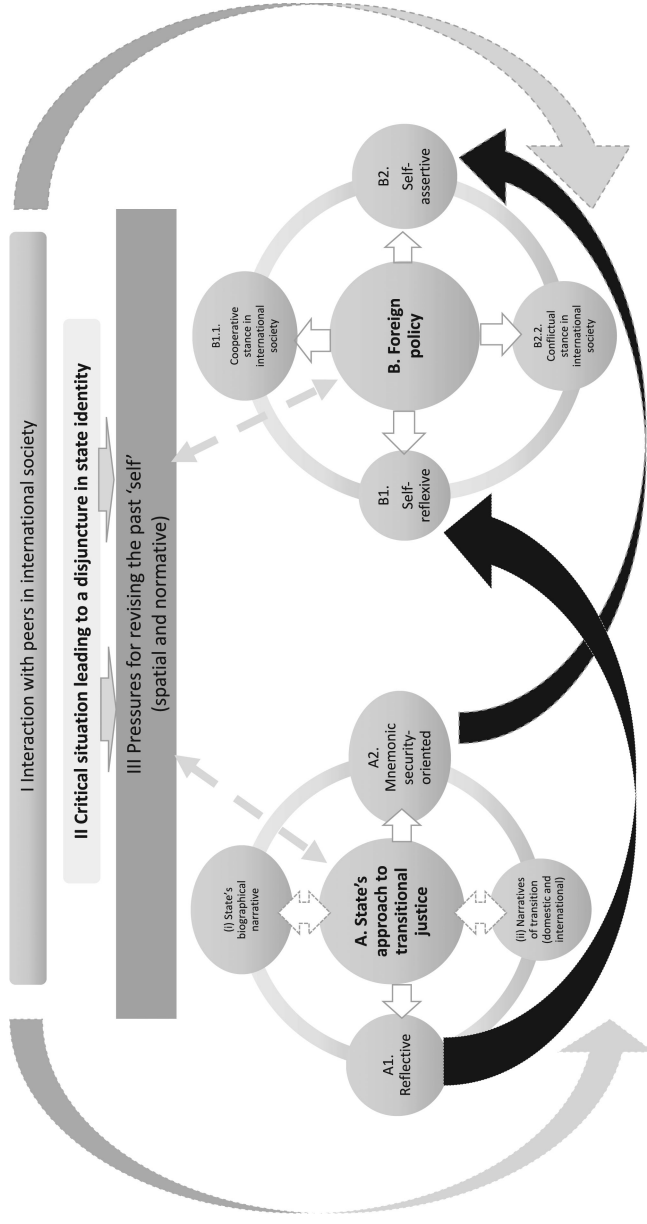 I Interaction with peers in international society
II Critical situation leading to a disjuncture in state identity
III Pressures for revising the past ‘self’
(spatial and normative)
(i) State’s
biographical
narrative
A. State’s
approach to
transitional
justice
A1.
Reflective
A2.
Mnemonic
security-
oriented
(ii) Narratives
of transition
(domestic and
international)
B1.1.
Cooperative
stance in
international
society
B. Foreign
policy
B1.
Self-
reflexive
B2.
Self-
assertive
B2.2.
Conflictual
stance in
international
society